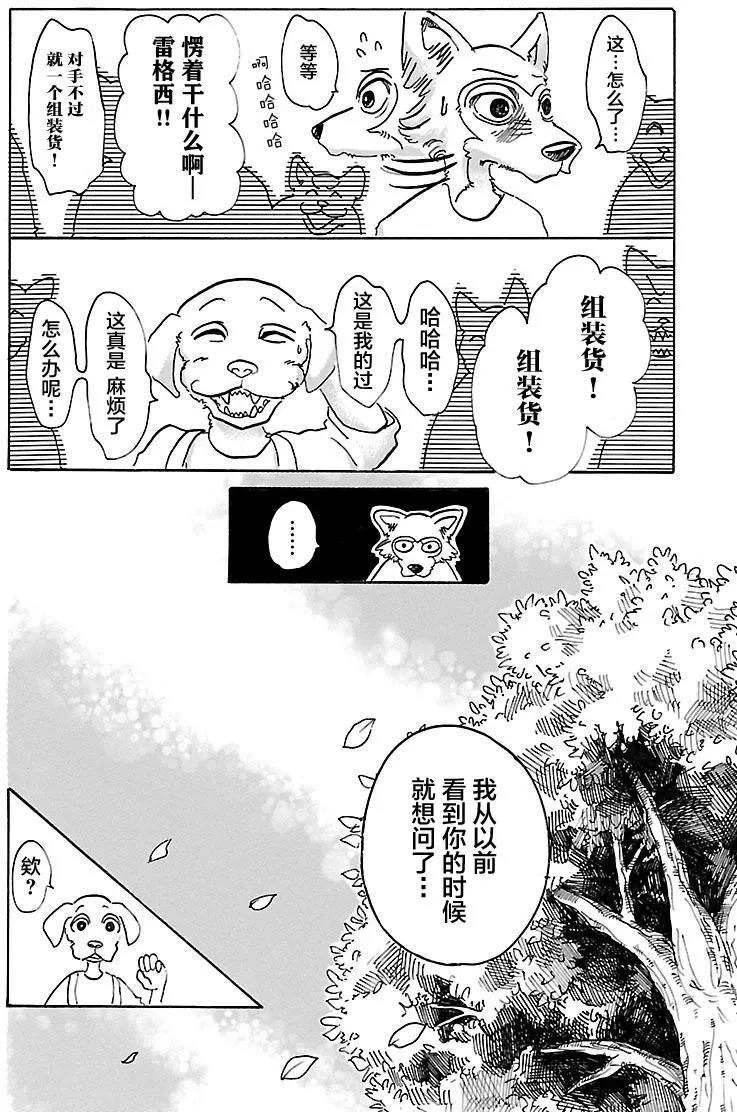 这…怎么了…
等等
啊哈哈哈哈
愣着干什么啊—
雷格西!!
对手不过
就一个组装货！
组装货！
组装货！
哈哈哈…
这是我的过
这真是 麻烦了
怎么办呢…
……
我从以前
看到你的时候
就想问了…
欸？